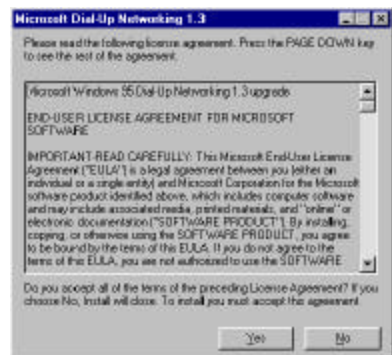 Microsoft Dial-Up Networking 1.3
Please read the following license agreement. Press the PAGE DOWN key
to see the rest of the agreement.
Microsoft Windows 95 Dial-Up Networking 1.3 upgrade
END-USER LICENSE AGREEMENT FOR MICROSOFT
SOFTWARE
IMPORTANT-READ CAREFULLY: This Microsoft End-User License
Agreement ("EULA") is a legal agreement between you (either an
individual or a single entity) and Microsoft Corporation for the Microsoft
software product identified above, which includes computer software
and may include associated media, printed materials, and "online" or
electronic documentation ("SOFTWARE PRODUCT"). By installing,
copying, or otherwise using the SOFTWARE PRODUCT, you agree
to be bound by the terms of this EULA. If you do not agree to the
terms of this EULA, you are not authorized to use the SOFTWARE
Do you accept all of the terms of the preceding License Agreement? If you
choose No, Install will close. To install you must accept this agreement.
Yes
No